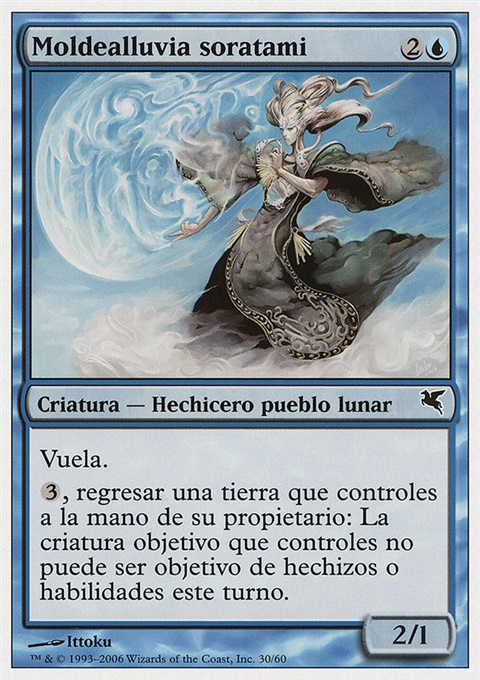 Moldealluvia soratami 2
Criatura — Hechicero pueblo lunar
Vuela.
3, regresar una tierra que controles
a la mano de su propietario: La
criatura objetivo que controles no
puede ser objetivo de hechizos o
habilidades este turno.
Ittoku
2/1
™ & © 1993–2006 Wizards of the Coast, Inc. 30/60